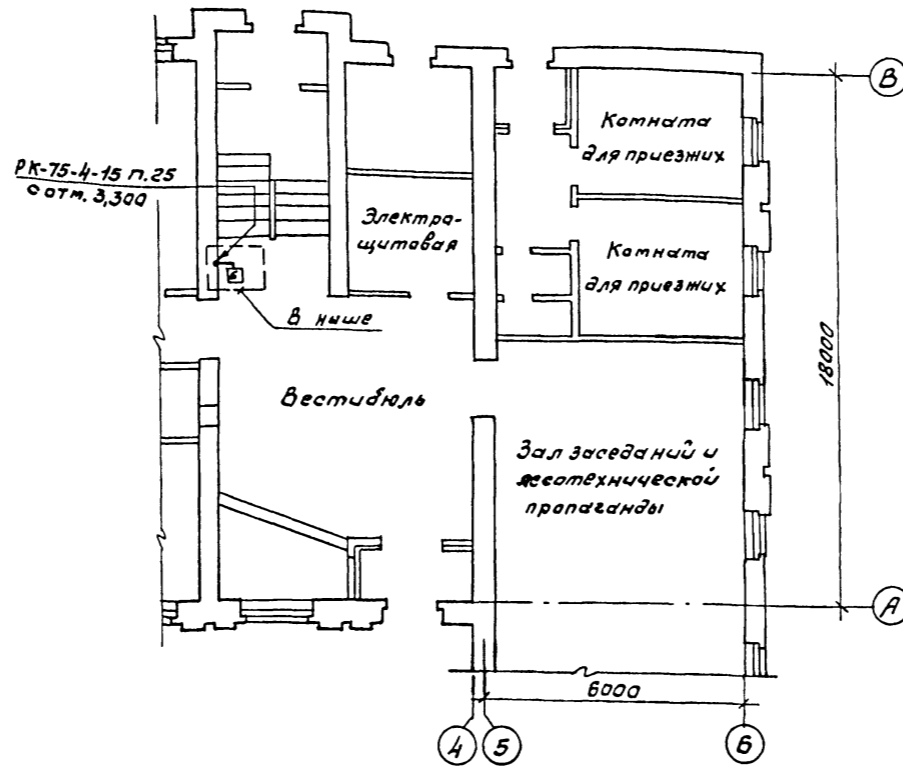 В
Комната
для приезжих
РК-75-4-15 П.25
с отм. 3,300
Электро-
щитовая
Комната
для приезжих
В нише
18000
Вестибюль
Зал заседаний и
лесотехнической
пропаганды
А
6000
4
5
6